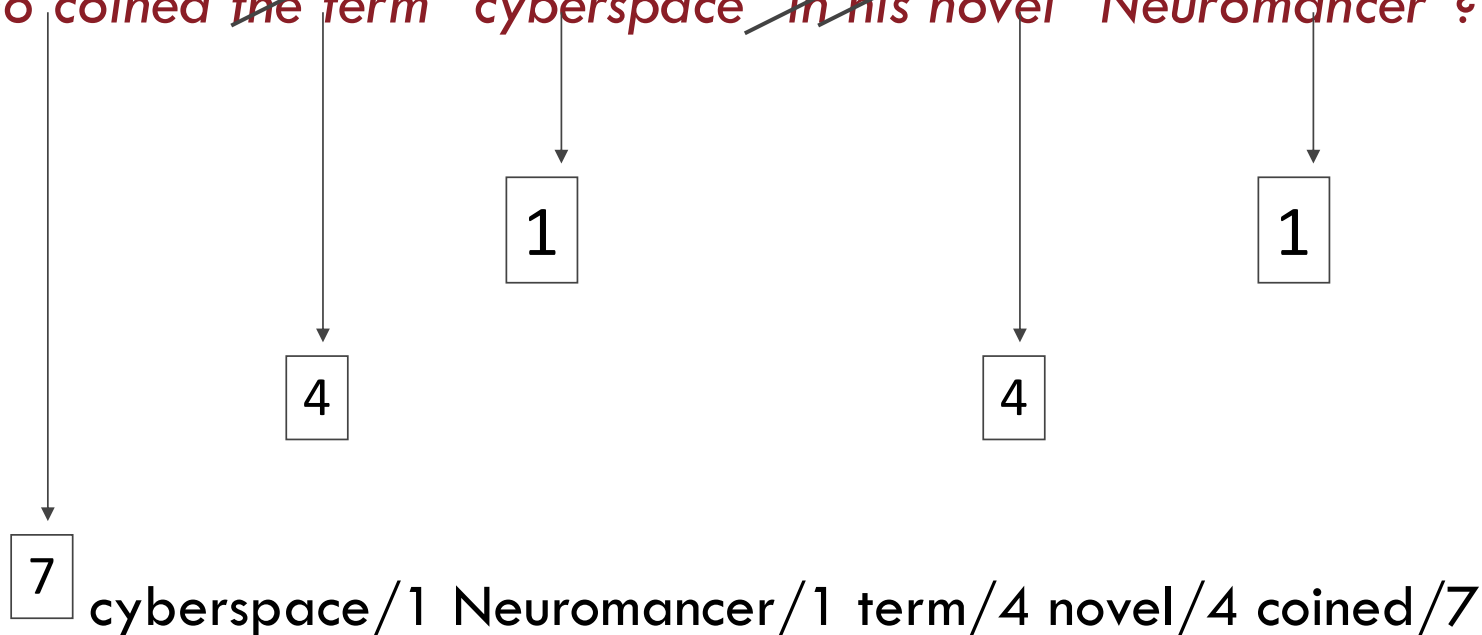 o coined the term cyberspace in his novel Neuromancer ?
1 1
4 4
7
cyberspace/1 Neuromancer/1 term/4 novel/4 coined/7